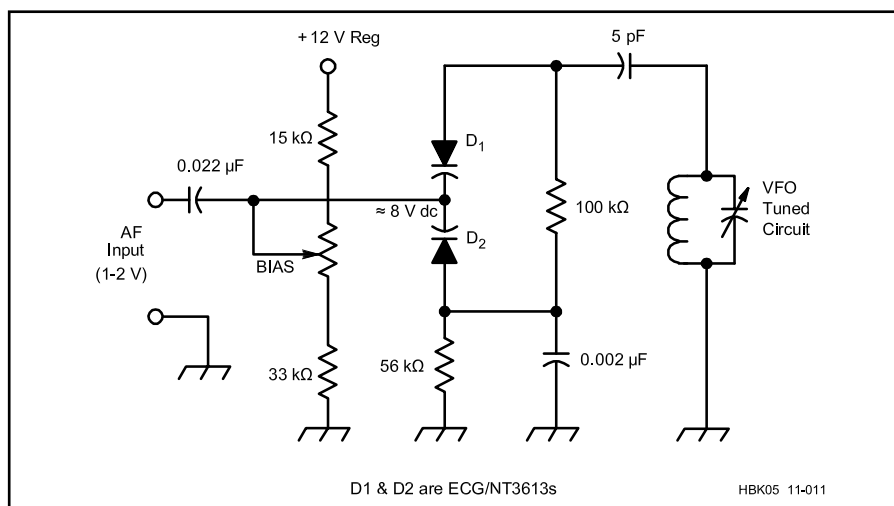 +12 V Reg
5 pF
15 kΩ
D1
0.022 µF
≈ 8 V dc
100 kΩ
VFO
Tuned
Circuit
D2
AF
Input
(1-2 V)
BIAS
33 kΩ
56 kΩ
0.002 µF
D1 & D2 are ECG/NT3613s
HBK05 11-011